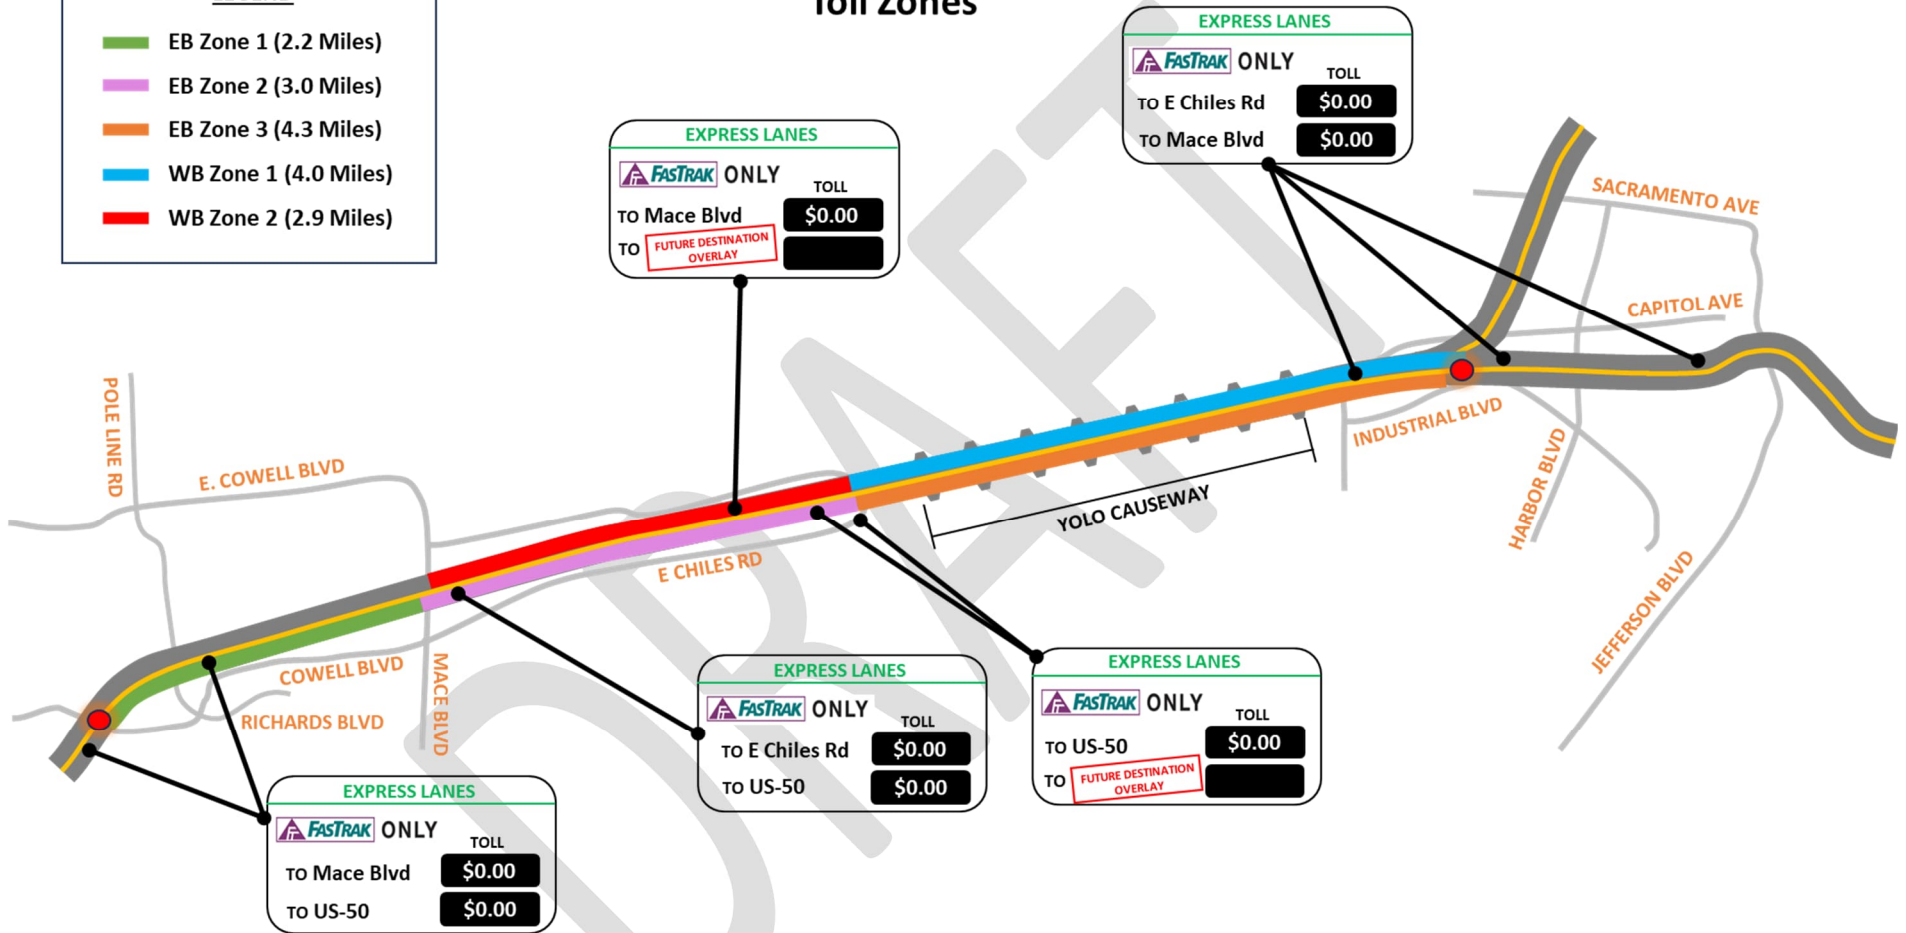 Toll Zones
LEGEND
EB Zone 1 (2.2 Miles)
EB Zone 2 (3.0 Miles)
EB Zone 3 (4.3 Miles)
WB Zone 1 (4.0 Miles)
WB Zone 2 (2.9 Miles)
EXPRESS LANES
FASTRAK ONLY
TOLL
TO E Chiles Rd $0.00
TO Mace Blvd $0.00
EXPRESS LANES
FASTRAK ONLY
TOLL
TO Mace Blvd $0.00
TO FUTURE DESTINATION
OVERLAY
SACRAMENTO AVE
CAPITOL AVE
POLE LINE RD
E. COWELL BLVD
INDUSTRIAL BLVD
HARBOR BLVD
YOLO CAUSEWAY
E CHILES RD
JEFFERSON BLVD
COWELL BLVD
MACE BLVD
RICHARDS BLVD
EXPRESS LANES
FASTRAK ONLY
TOLL
TO E Chiles Rd $0.00
TO US-50 $0.00
EXPRESS LANES
FASTRAK ONLY
TOLL
TO US-50 $0.00
TO FUTURE DESTINATION
OVERLAY
EXPRESS LANES
FASTRAK ONLY
TOLL
TO Mace Blvd $0.00
TO US-50 $0.00
DRAFT